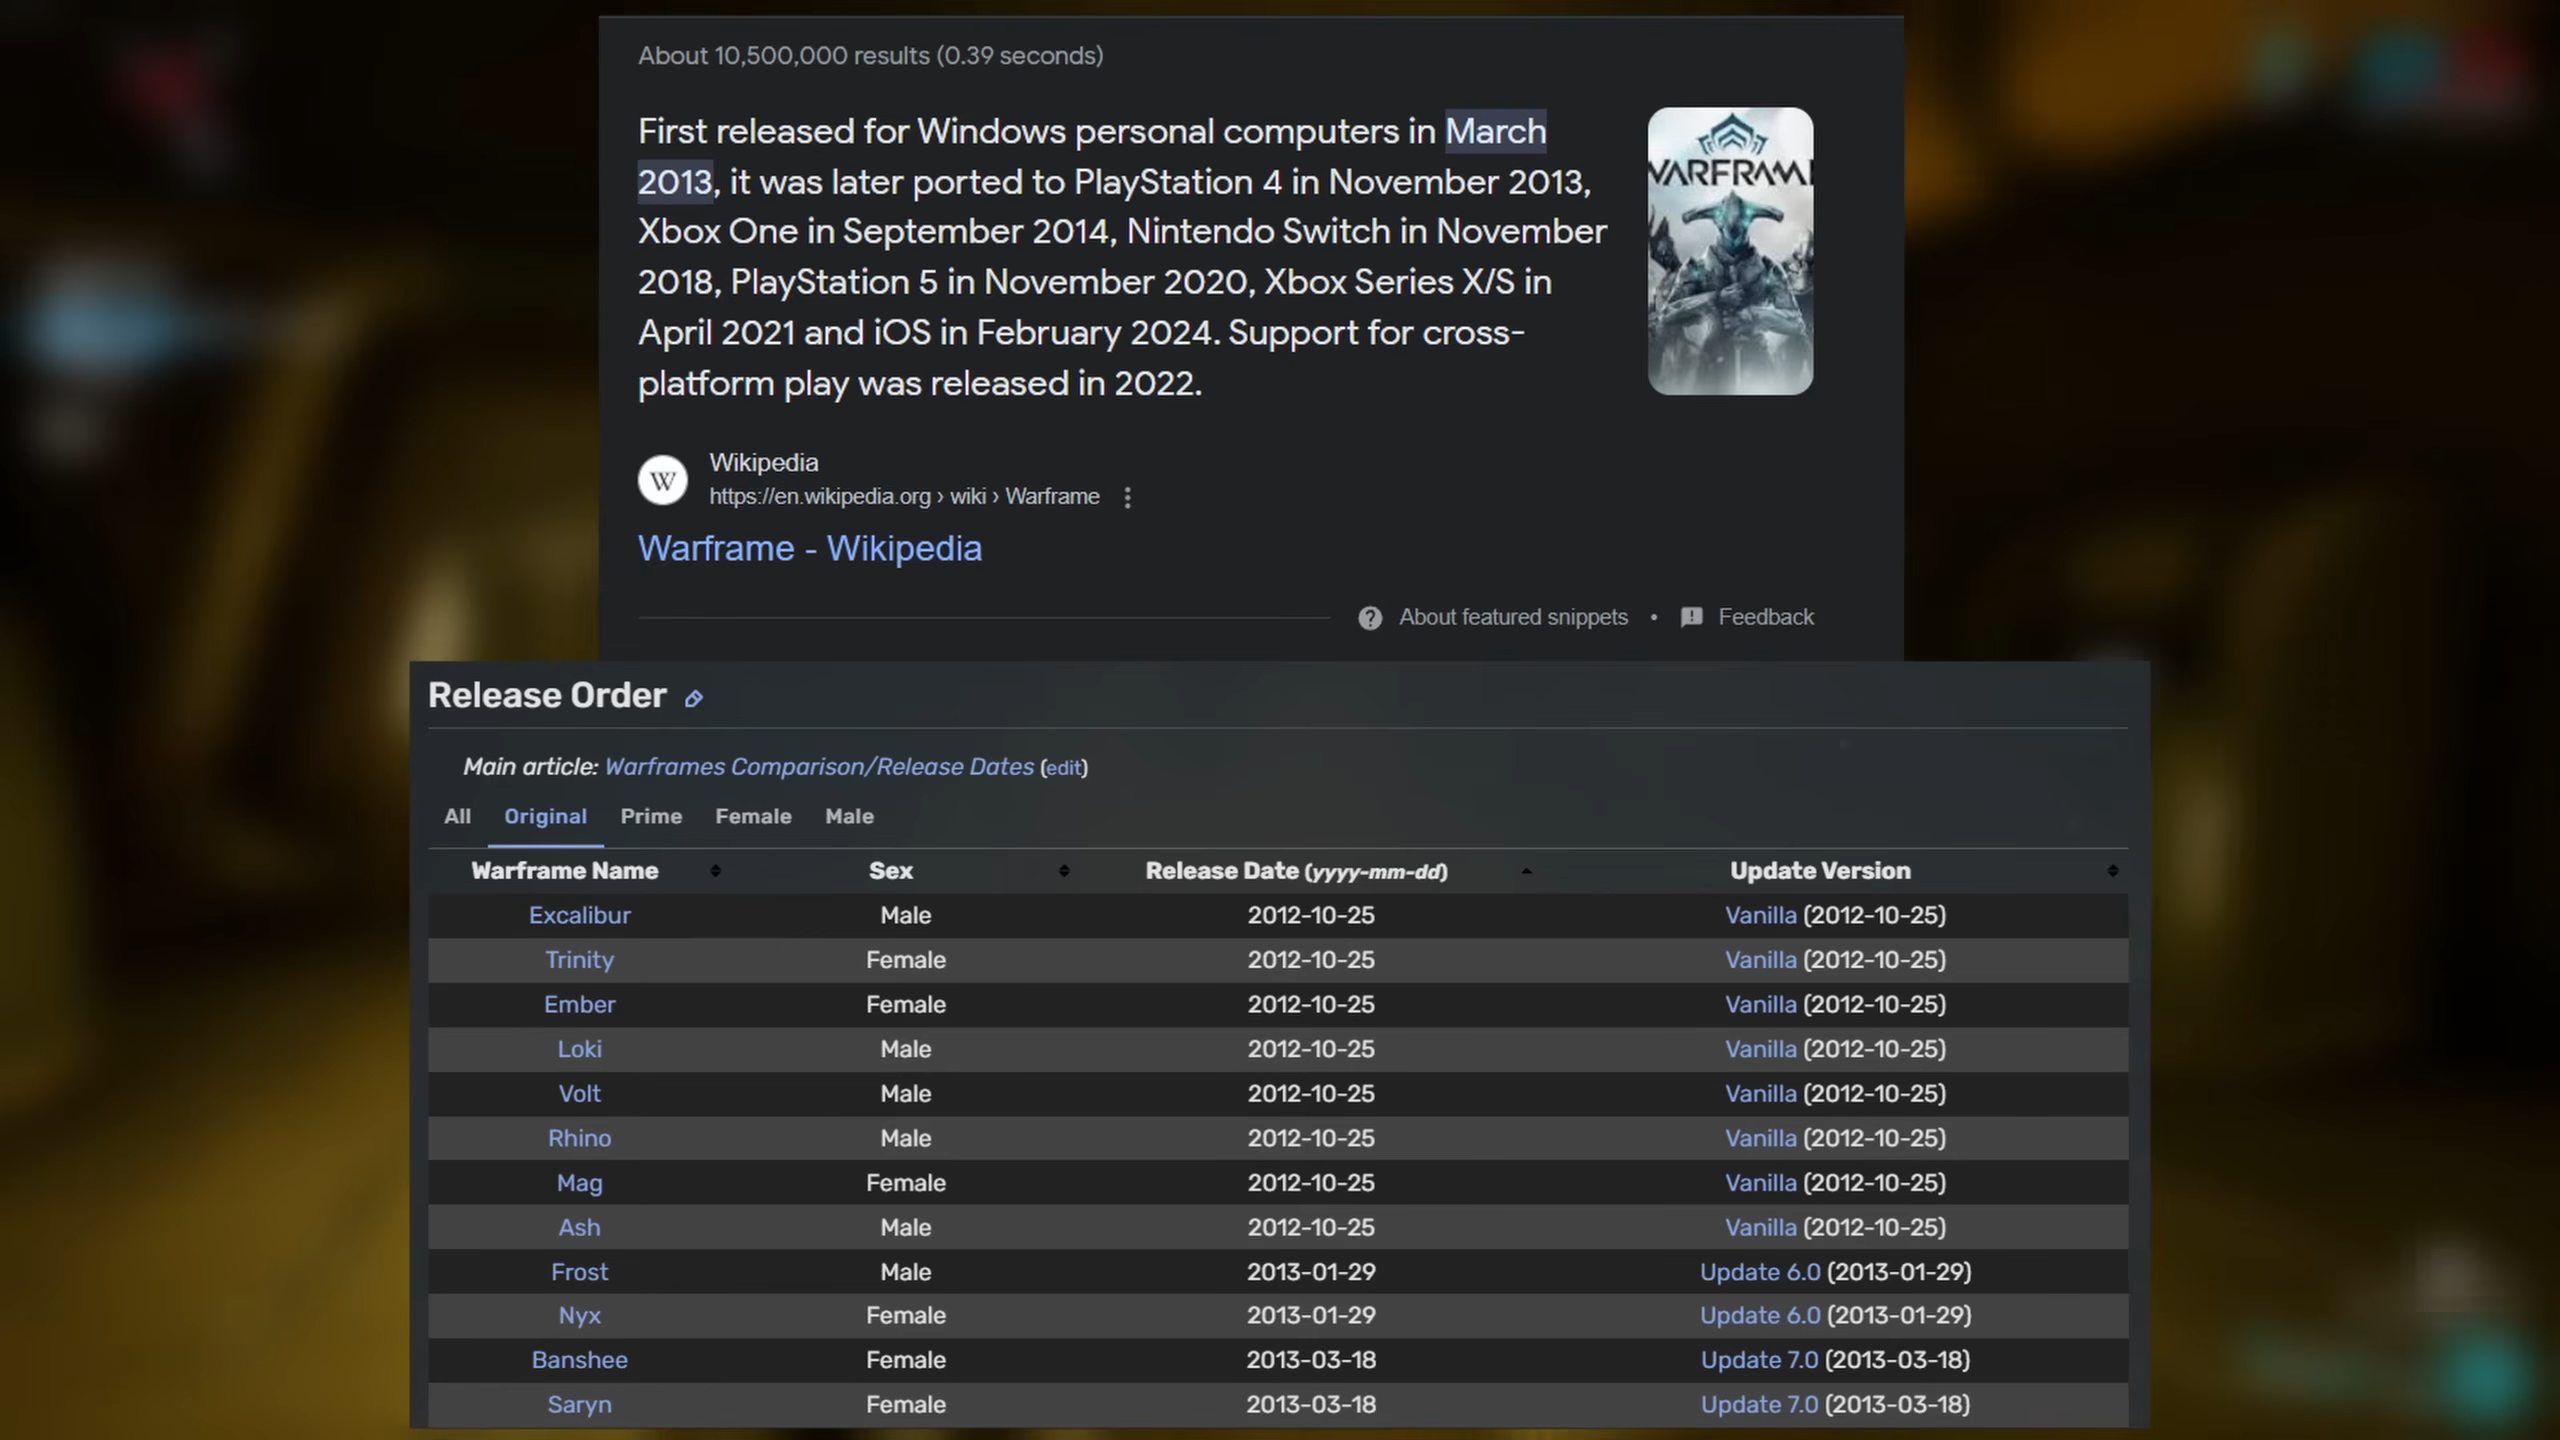 About 10,500,000 results (0.39 seconds)
First released for Windows personal computers in March
2013, it was later ported to PlayStation 4 in November 2013,
Xbox One in September 2014, Nintendo Switch in November
2018, PlayStation 5 in November 2020, Xbox Series X/S in
April 2021 and iOS in February 2024. Support for cross-
platform play was released in 2022.
WARFRAME
W Wikipedia
https://en.wikipedia.org › wiki › Warframe
Warframe - Wikipedia
About featured snippets • Feedback
Release Order
Main article: Warframes Comparison/Release Dates (edit)
All Original Prime Female Male
Warframe Name Sex Release Date (yyyy-mm-dd) Update Version
Excalibur Male 2012-10-25 Vanilla (2012-10-25)
Trinity Female 2012-10-25 Vanilla (2012-10-25)
Ember Female 2012-10-25 Vanilla (2012-10-25)
Loki Male 2012-10-25 Vanilla (2012-10-25)
Volt Male 2012-10-25 Vanilla (2012-10-25)
Rhino Male 2012-10-25 Vanilla (2012-10-25)
Mag Female 2012-10-25 Vanilla (2012-10-25)
Ash Male 2012-10-25 Vanilla (2012-10-25)
Frost Male 2013-01-29 Update 6.0 (2013-01-29)
Nyx Female 2013-01-29 Update 6.0 (2013-01-29)
Banshee Female 2013-03-18 Update 7.0 (2013-03-18)
Saryn Female 2013-03-18 Update 7.0 (2013-03-18)